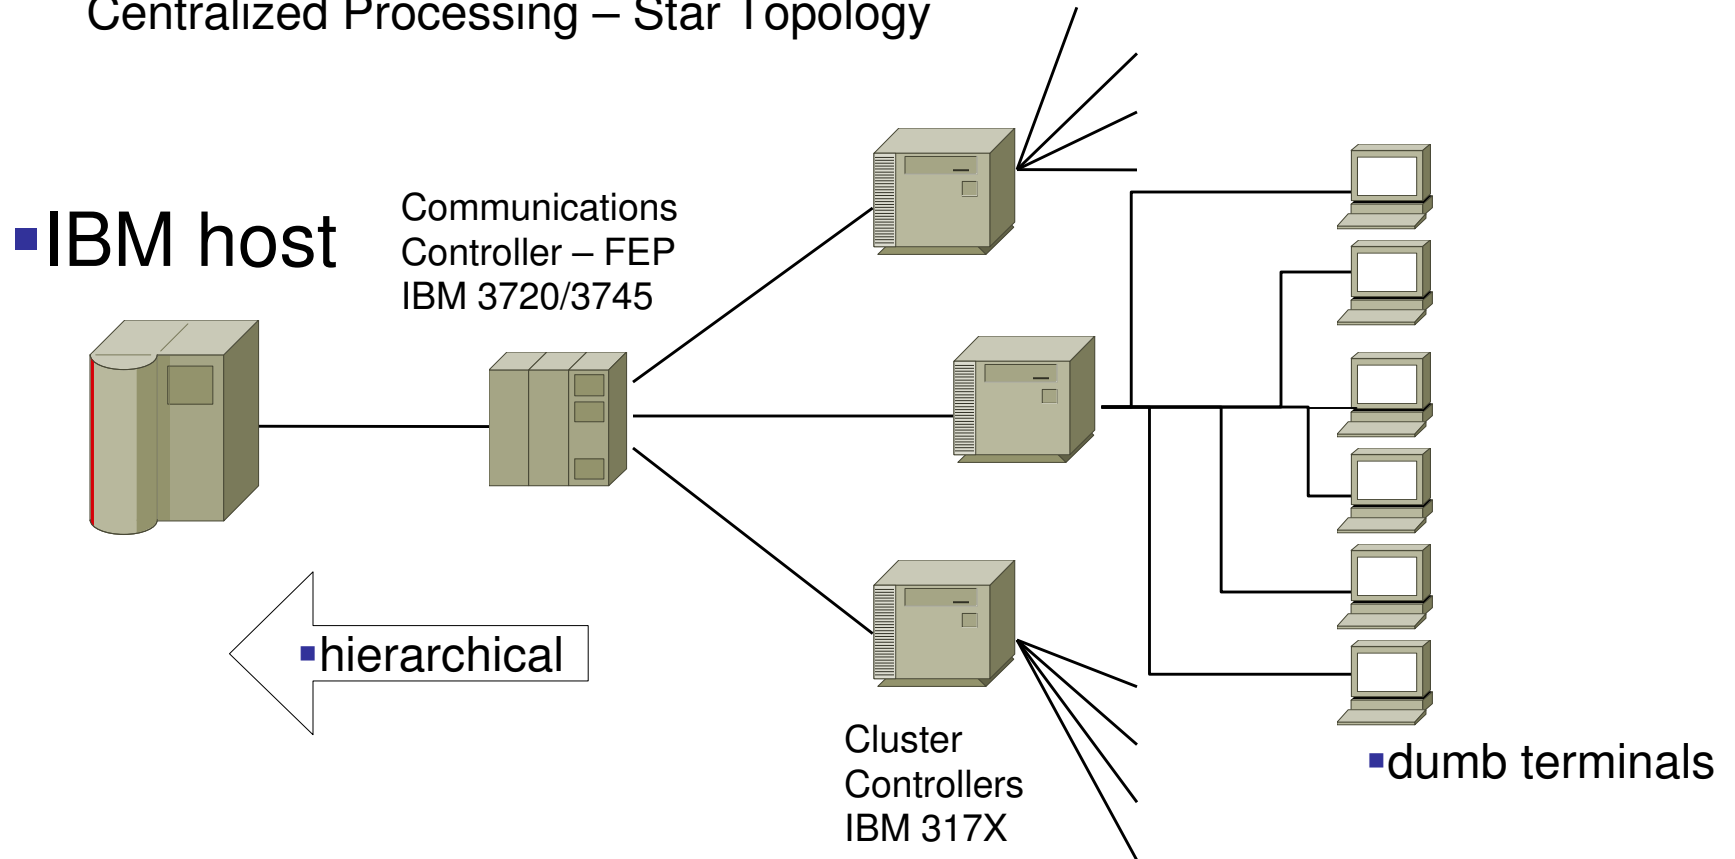 Centralized Processing – Star Topology
▪IBM host
Communications
Controller – FEP
IBM 3720/3745
▪hierarchical
Cluster
Controllers
IBM 317X
▪dumb terminals